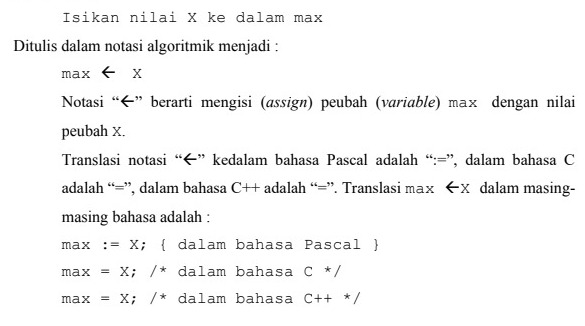 Isikan nilai X ke dalam max
Ditulis dalam notasi algoritmik menjadi :
max ← X
Notasi “←” berarti mengisi (assign) peubah (variable) max dengan nilai
peubah X.
Translasi notasi “←” kedalam bahasa Pascal adalah “:=”, dalam bahasa C
adalah “=”, dalam bahasa C++ adalah “=”. Translasi max ←X dalam masing-
masing bahasa adalah :
max := X; { dalam bahasa Pascal }
max = X; /* dalam bahasa C */
max = X; /* dalam bahasa C++ */